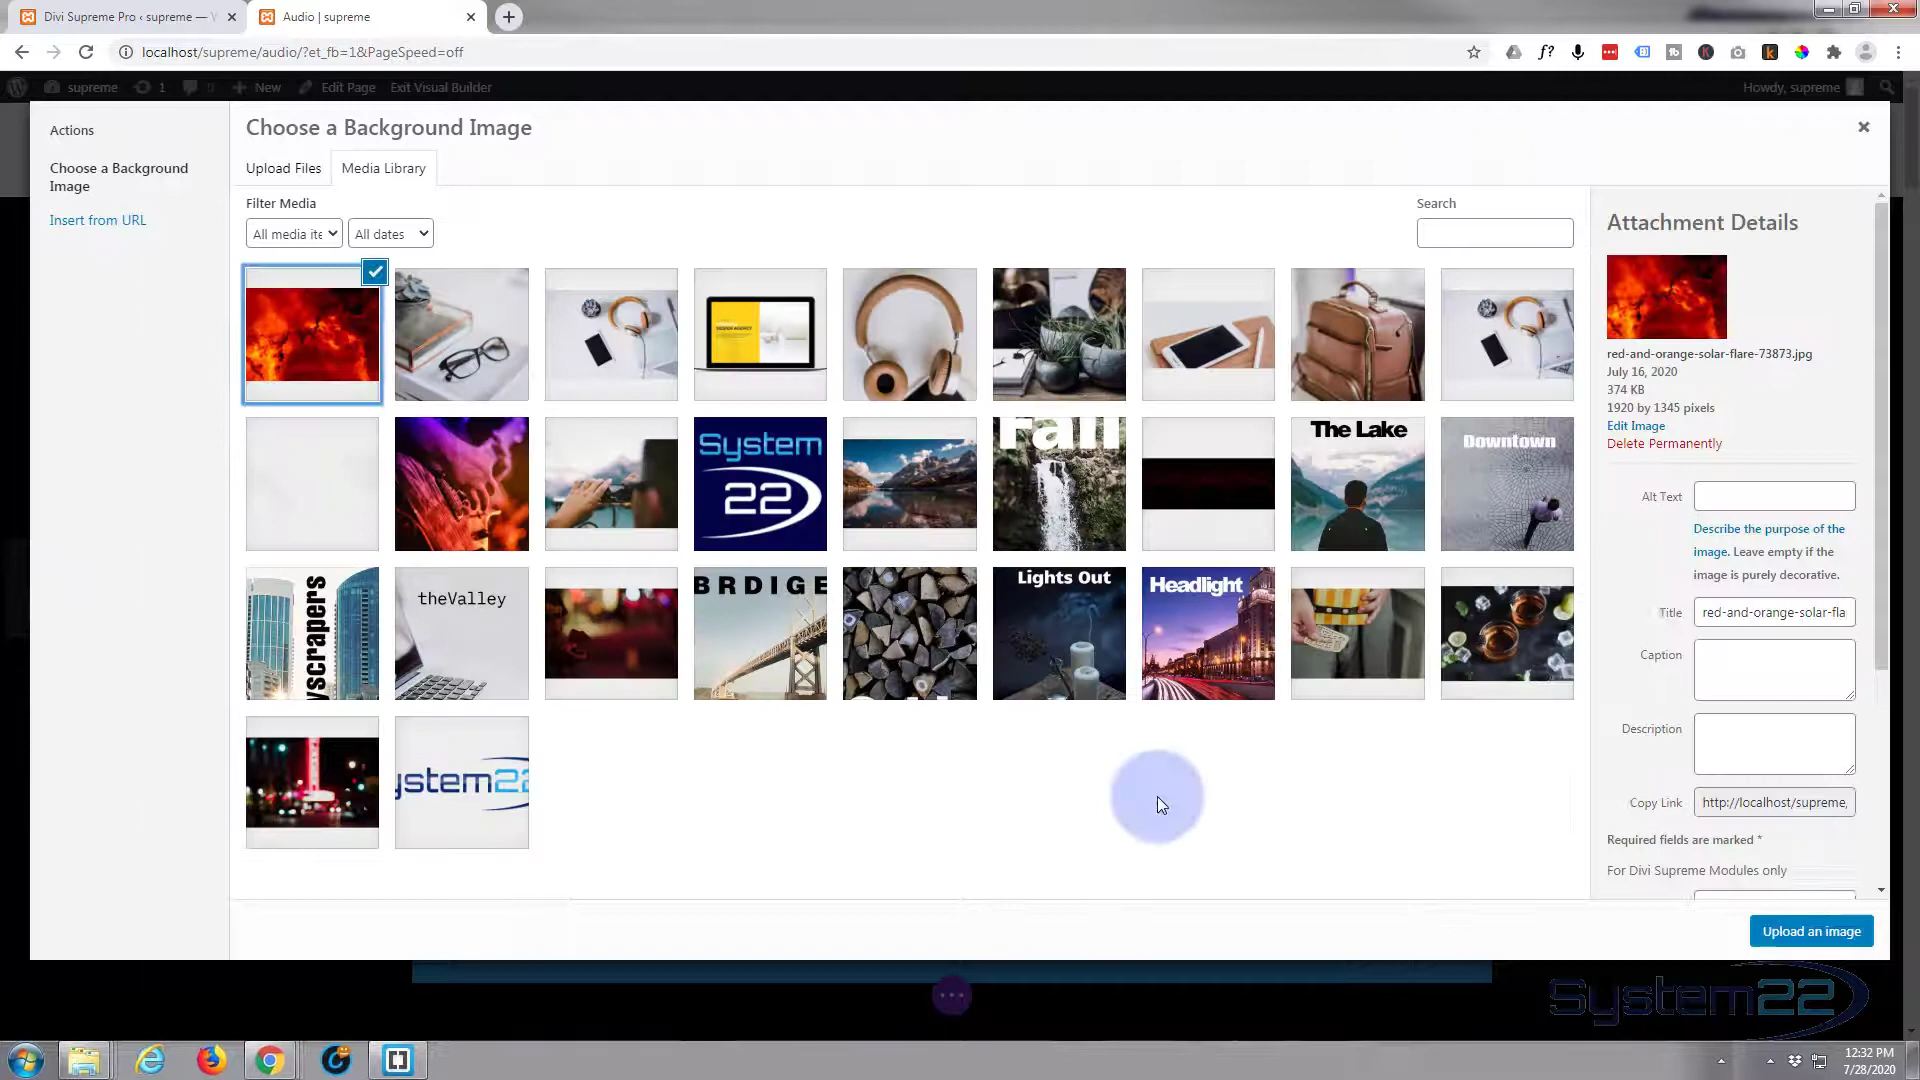 Divi Supreme Pro ‹ supreme —
Audio | supreme
localhost/supreme/audio/?et_fb=1&PageSpeed=off
supreme
1
New
Edit Page
Exit Visual Builder
Howdy, supreme
Actions
Choose a Background
Image
Insert from URL
Choose a Background Image
Upload Files
Media Library
Filter Media
All media ite
All dates
Search
System
22
Fall
The Lake
Downtown
yscrapers
theValley
BRDIGE
Lights Out
Headlight
ystem22
Attachment Details
red-and-orange-solar-flare-73873.jpg
July 16, 2020
374 KB
1920 by 1345 pixels
Edit Image
Delete Permanently
Alt Text
Describe the purpose of the
image. Leave empty if the
image is purely decorative.
Title
red-and-orange-solar-fla
Caption
Description
Copy Link
http://localhost/supreme,
Required fields are marked *
For Divi Supreme Modules only
Upload an image
System22
12:32 PM
7/28/2020